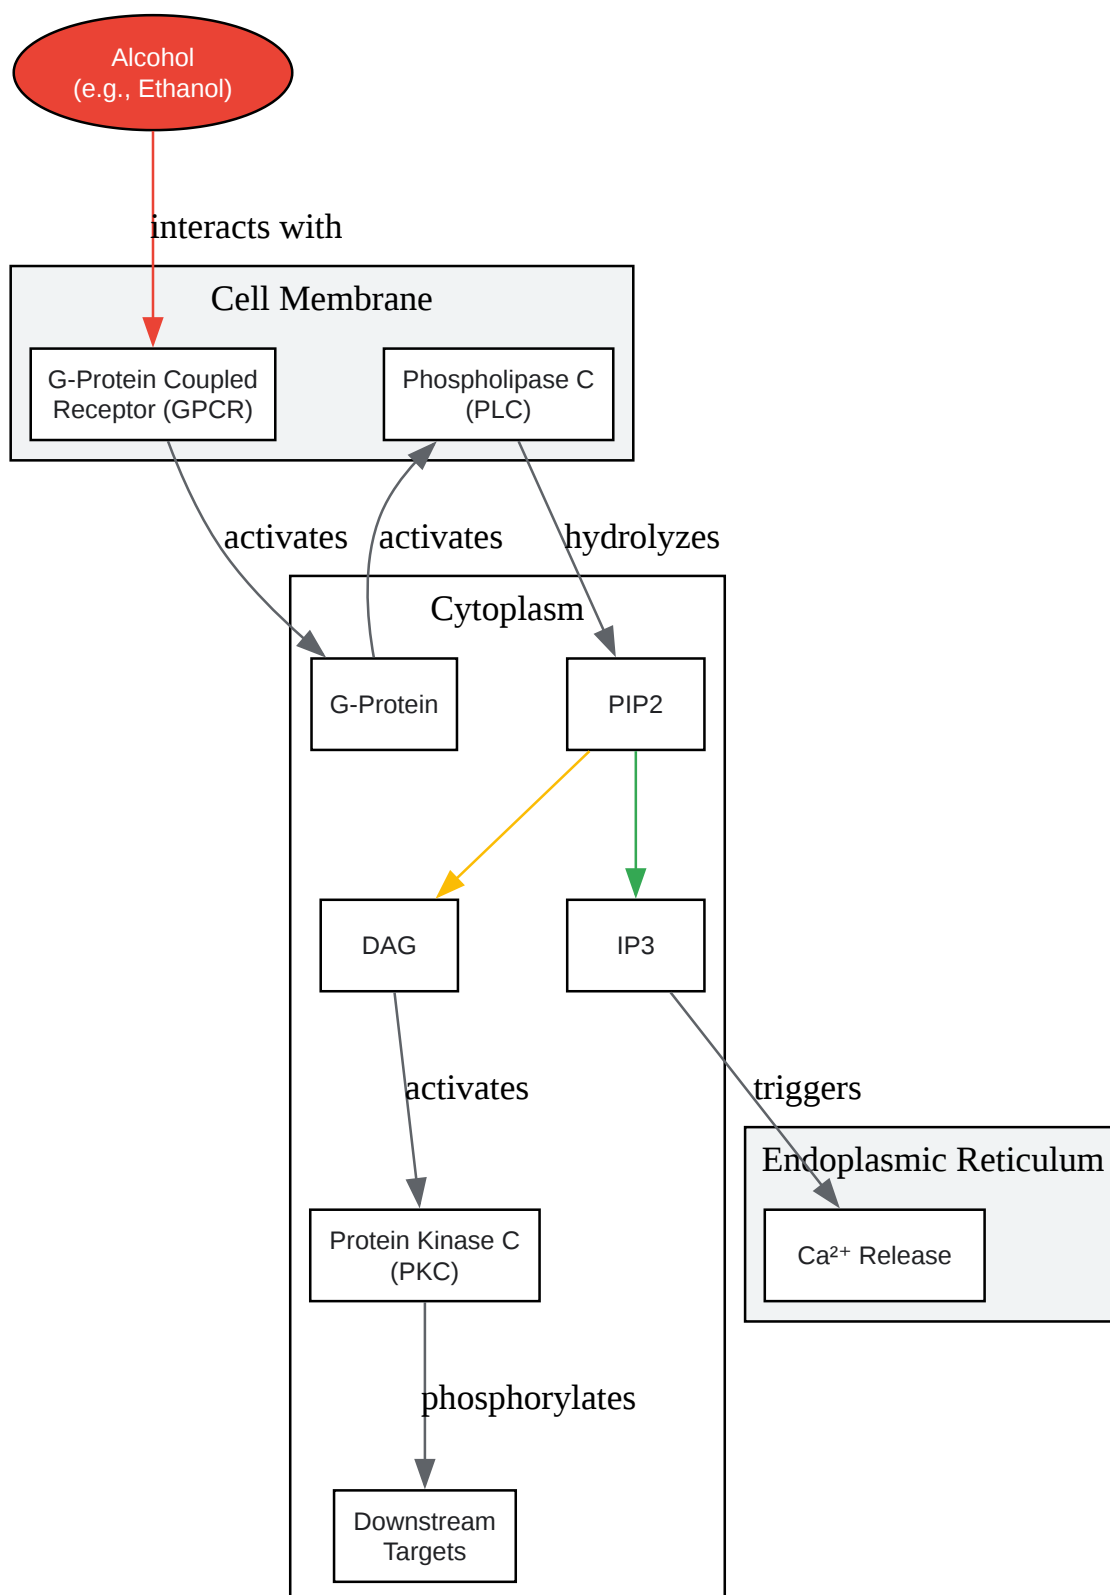 Alcohol
(e.g., Ethanol)
interacts with
Cell Membrane
G-Protein Coupled
Receptor (GPCR)
Phospholipase C
(PLC)
activates
activates
hydrolyzes
Cytoplasm
G-Protein
PIP2
DAG
IP3
activates
triggers
Endoplasmic Reticulum
Protein Kinase C
(PKC)
Ca²⁺ Release
phosphorylates
Downstream
Targets